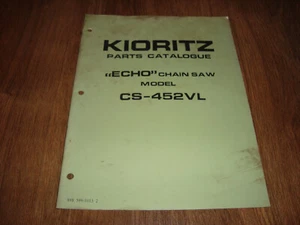 KIORITZ
PARTS CATALOGUE
"ECHO" CHAIN SAW
MODEL
CS-452VL